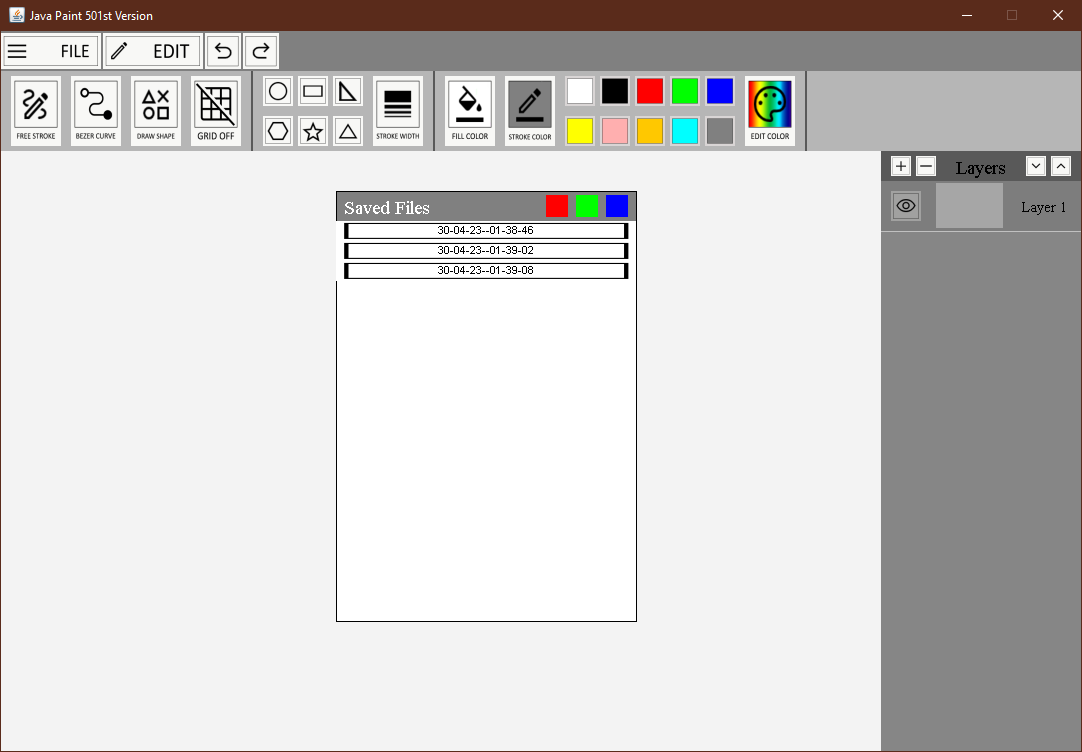 Java Paint 501st Version
FILE
EDIT
FREE STROKE
BEZER CURVE
DRAW SHAPE
GRID OFF
STROKE WIDTH
FILL COLOR
STROKE COLOR
EDIT COLOR
Layers
Layer 1
Saved Files
30-04-23--01-38-46
30-04-23--01-39-02
30-04-23--01-39-08